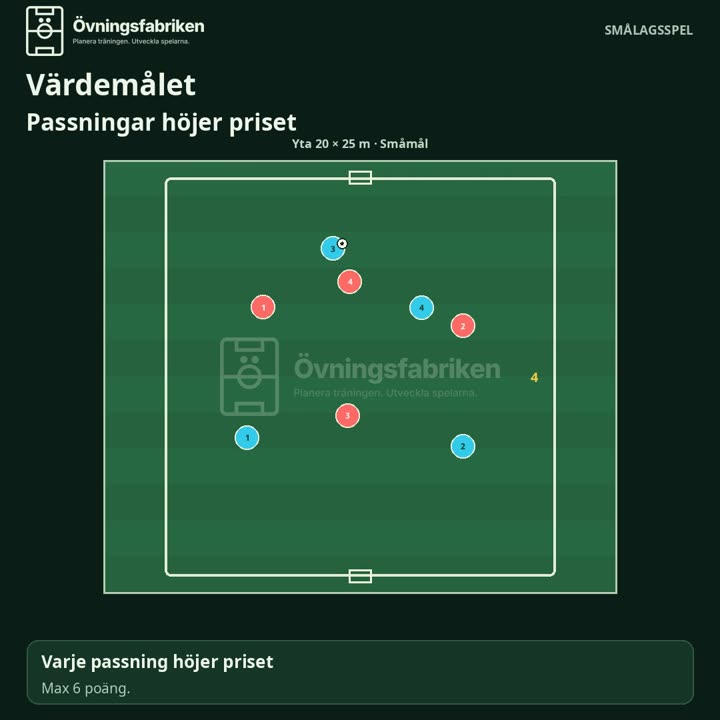 Övningsfabriken
Planera träningen. Utveckla spelarna.
SMÅLAGSSPEL
Värdemålet
Passningar höjer priset
Yta 20 × 25 m · Småmål
3
4
1
4
2
Övningsfabriken
Planera träningen. Utveckla spelarna.
4
3
1
2
Varje passning höjer priset
Max 6 poäng.